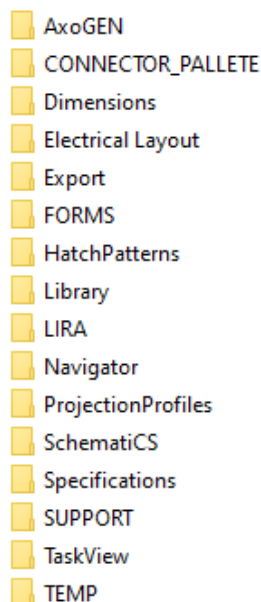 AxoGEN
CONNECTOR_PALLETE
Dimensions
Electrical Layout
Export
FORMS
HatchPatterns
Library
LIRA
Navigator
ProjectionProfiles
SchematiCS
Specifications
SUPPORT
TaskView
TEMP